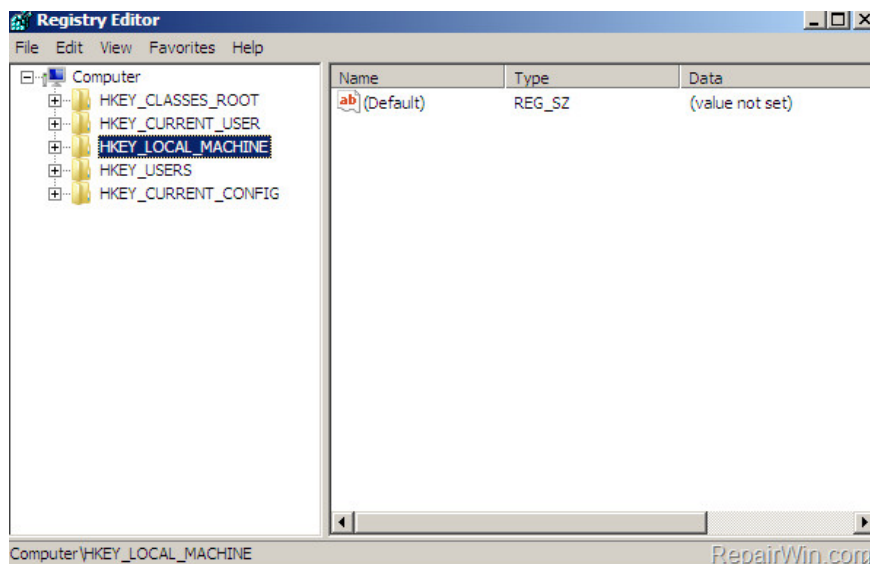 Registry Editor
File Edit View Favorites Help
Computer
HKEY_CLASSES_ROOT
HKEY_CURRENT_USER
HKEY_LOCAL_MACHINE
HKEY_USERS
HKEY_CURRENT_CONFIG
Name Type Data
ab (Default) REG_SZ (value not set)
Computer\HKEY_LOCAL_MACHINE
RepairWin.com